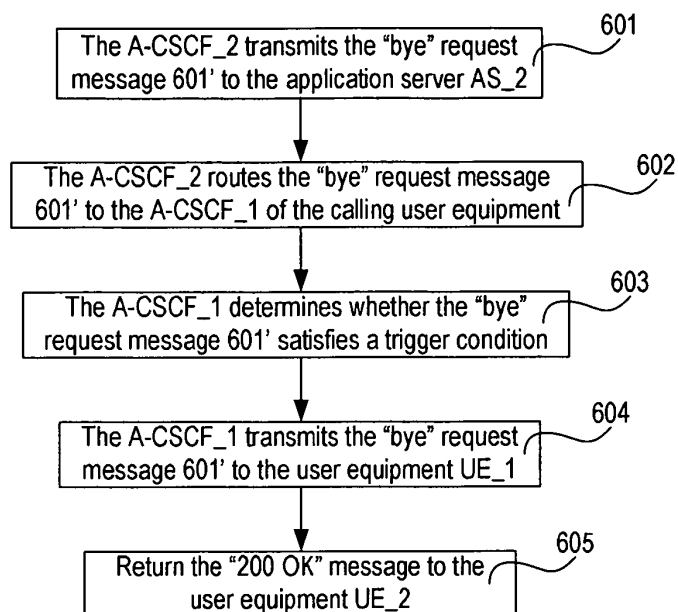 601
The A-CSCF_2 transmits the “bye” request
message 601’ to the application server AS_2
602
The A-CSCF_2 routes the “bye” request message
601’ to the A-CSCF_1 of the calling user equipment
603
The A-CSCF_1 determines whether the “bye”
request message 601’ satisfies a trigger condition
604
The A-CSCF_1 transmits the “bye” request
message 601’ to the user equipment UE_1
605
Return the “200 OK” message to the
user equipment UE_2